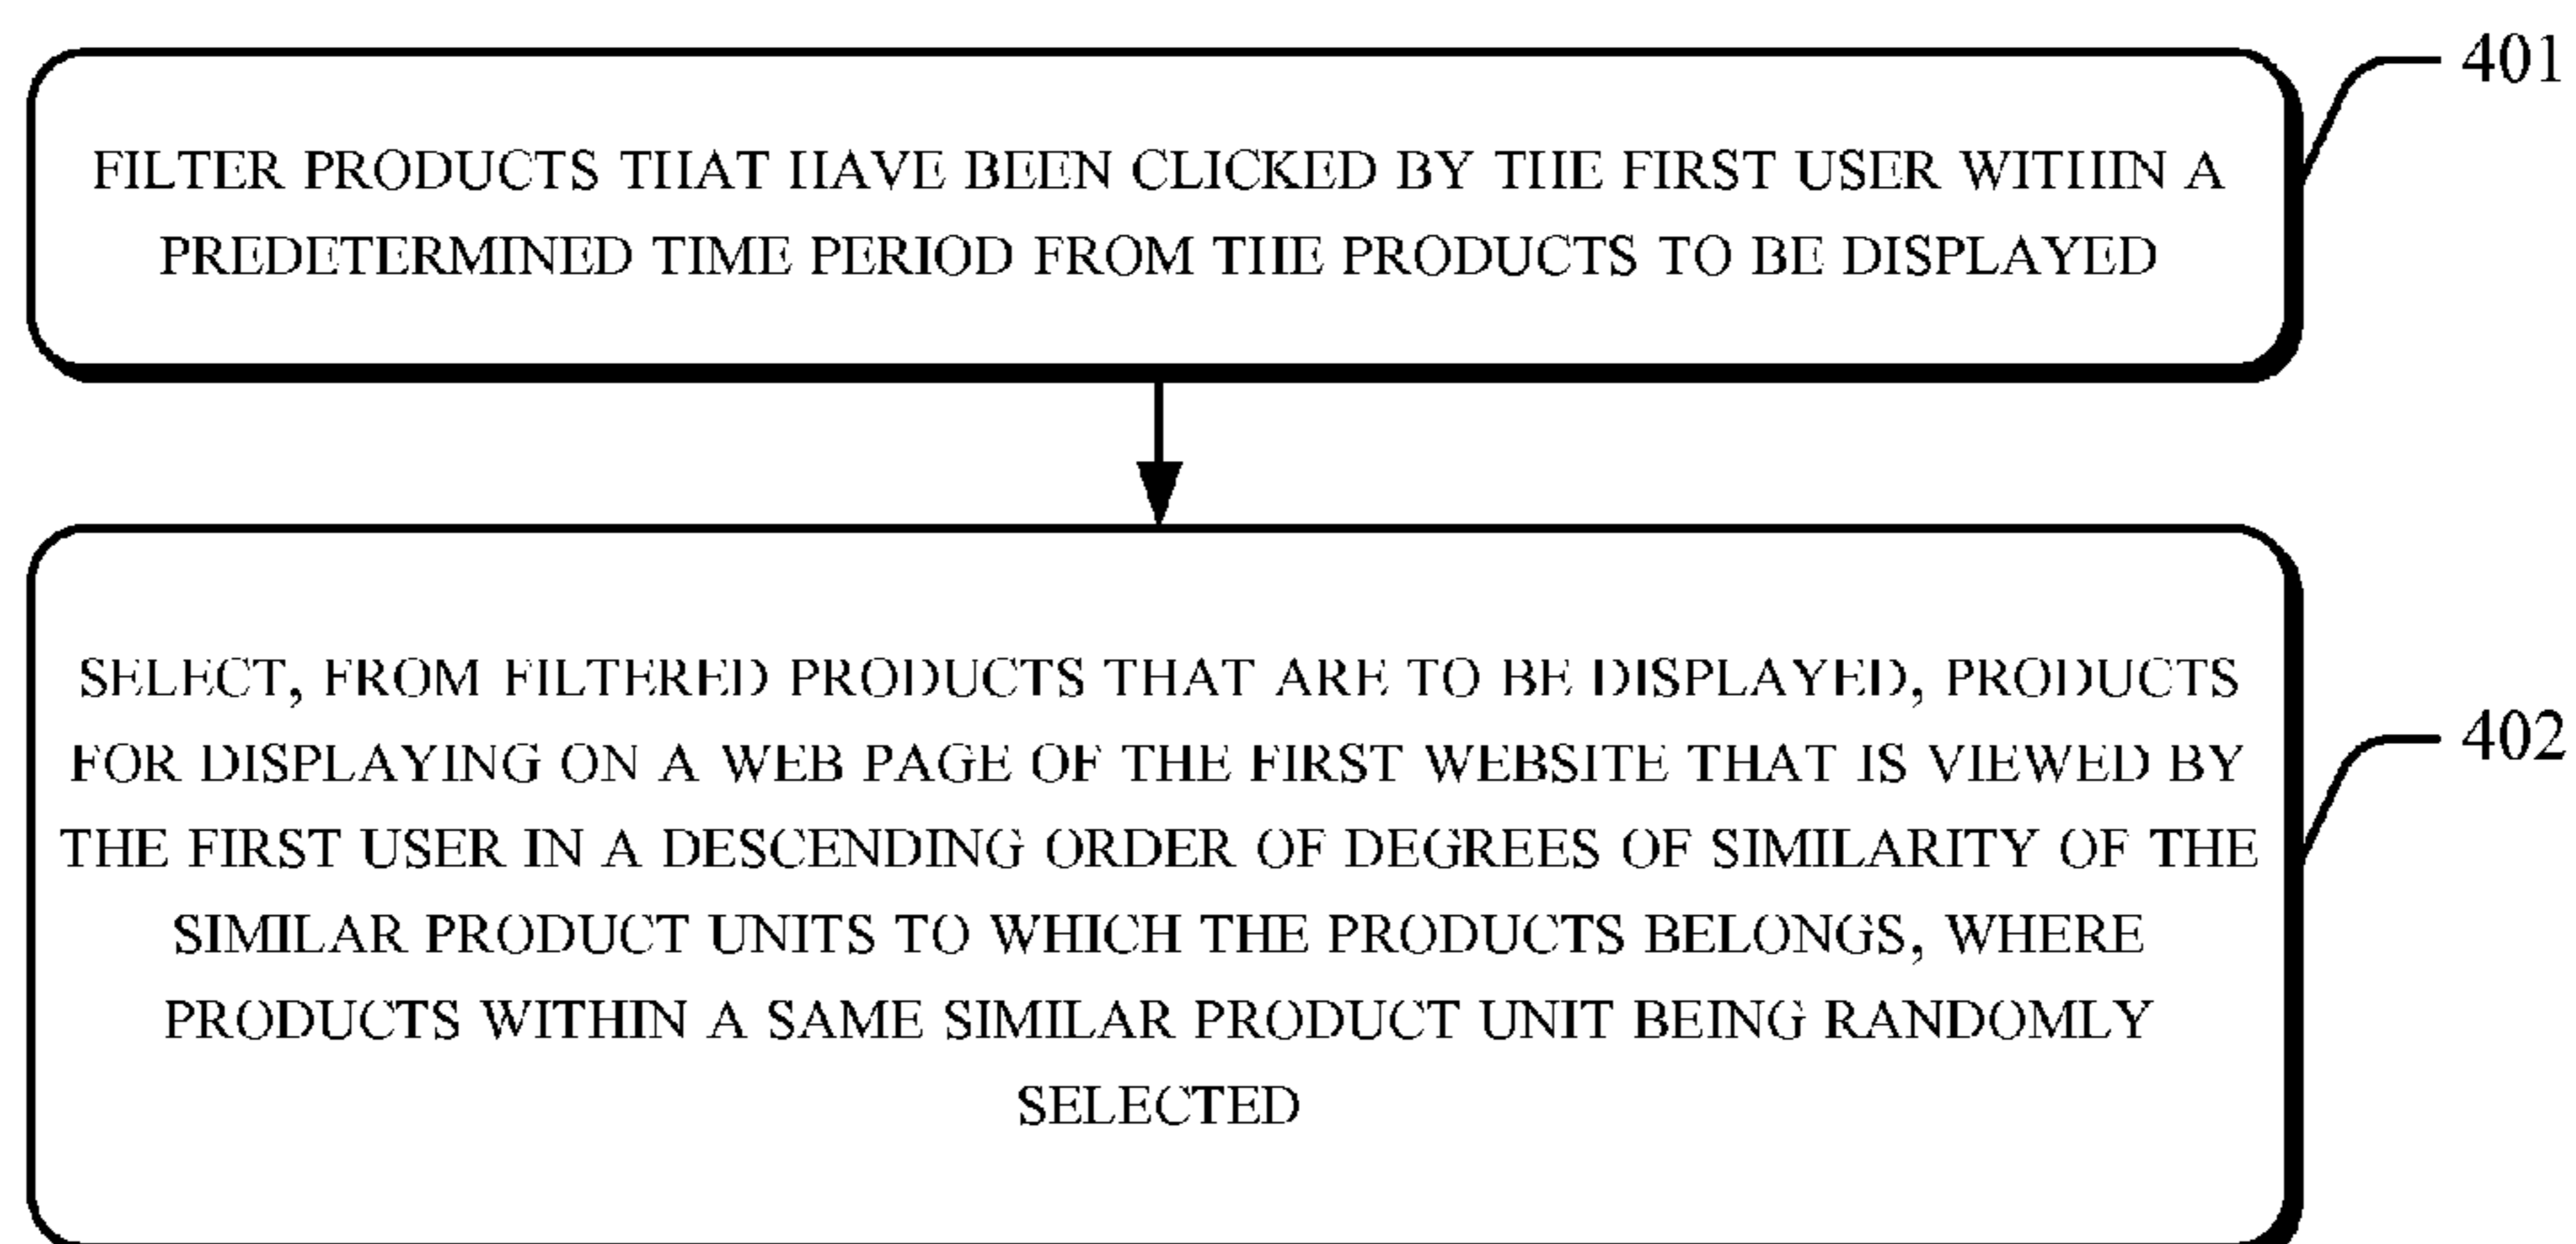 401
FILTER PRODUCTS THAT HAVE BEEN CLICKED BY THE FIRST USER WITHIN A
PREDETERMINED TIME PERIOD FROM THE PRODUCTS TO BE DISPLAYED
SELECT, FROM FILTERED PRODUCTS THAT ARE TO BE DISPLAYED, PRODUCTS
FOR DISPLAYING ON A WEB PAGE OF THE FIRST WEBSITE THAT IS VIEWED BY
402
THE FIRST USER IN A DESCENDING ORDER OF DEGREES OF SIMILARITY OF THE
SIMILAR PRODUCT UNITS TO WHICH THE PRODUCTS BELONGS, WHERE
PRODUCTS WITHIN A SAME SIMILAR PRODUCT UNIT BEING RANDOMLY
SELECTED